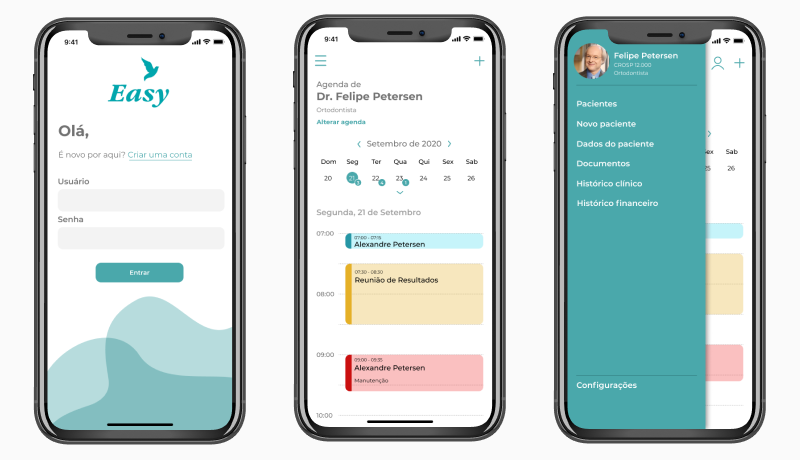 9:41
Easy
Olá,
É novo por aqui? Criar uma conta
Usuário
Senha
Entrar
9:41
Agenda de
Dr. Felipe Petersen
Ortodontista
Alterar agenda
Setembro de 2020
Dom Seg Ter Qua Qui Sex Sab
20 21 22 23 24 25 26
Segunda, 21 de Setembro
07:00
07:00 - 07:15
Alexandre Petersen
07:30 - 08:30
Reunião de Resultados
08:00
09:00
09:00 - 09:35
Alexandre Petersen
Manutenção
10:00
Felipe Petersen
CROSP 12.000
Ortodontista
Pacientes
Novo paciente
Dados do paciente
Documentos
Histórico clínico
Histórico financeiro
Configurações
Sab
26